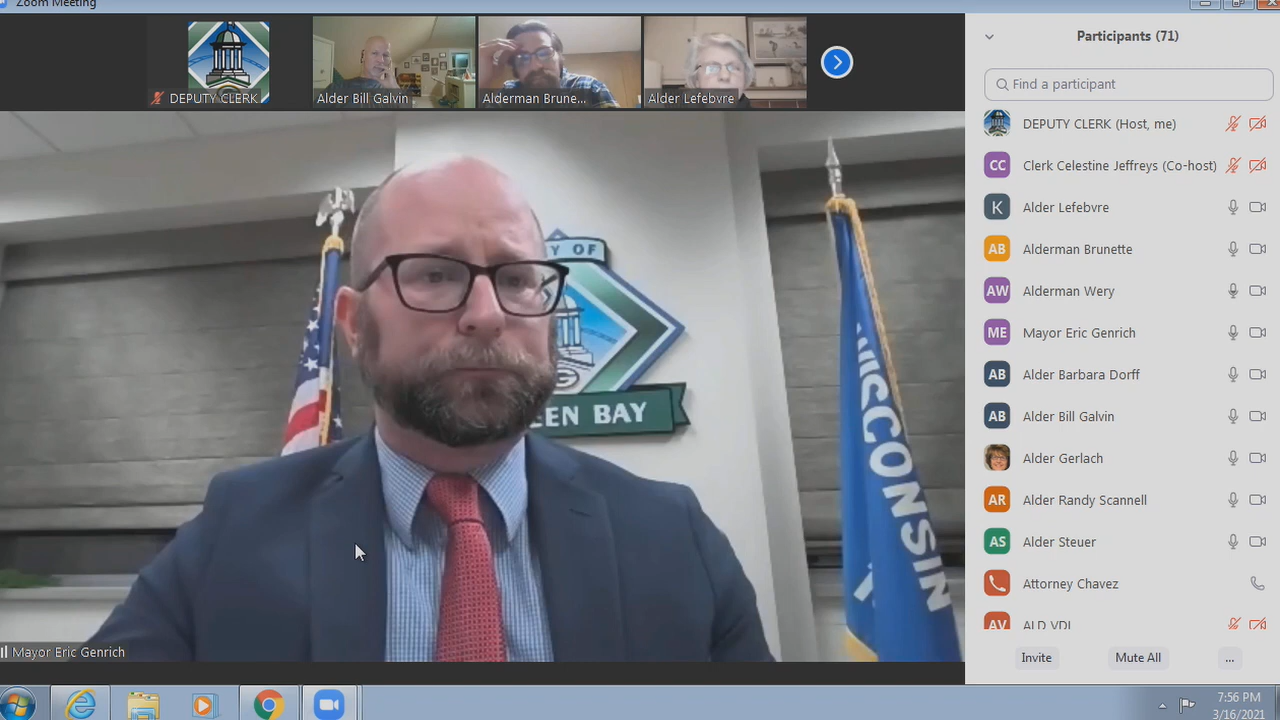 Zoom Meeting
DEPUTY CLERK
Alder Bill Galvin
Alderman Brune...
Alder Lefebvre
Participants (71)
Find a participant
DEPUTY CLERK (Host, me)
CC Clerk Celestine Jeffreys (Co-host)
K Alder Lefebvre
AB Alderman Brunette
AW Alderman Wery
ME Mayor Eric Genrich
AB Alder Barbara Dorff
AB Alder Bill Galvin
Alder Gerlach
AR Alder Randy Scannell
AS Alder Steuer
Attorney Chavez
AV ALD VDL
Invite
Mute All
...
Y OF
EEN BAY
WISCONSIN
Mayor Eric Genrich
7:56 PM
3/16/2021